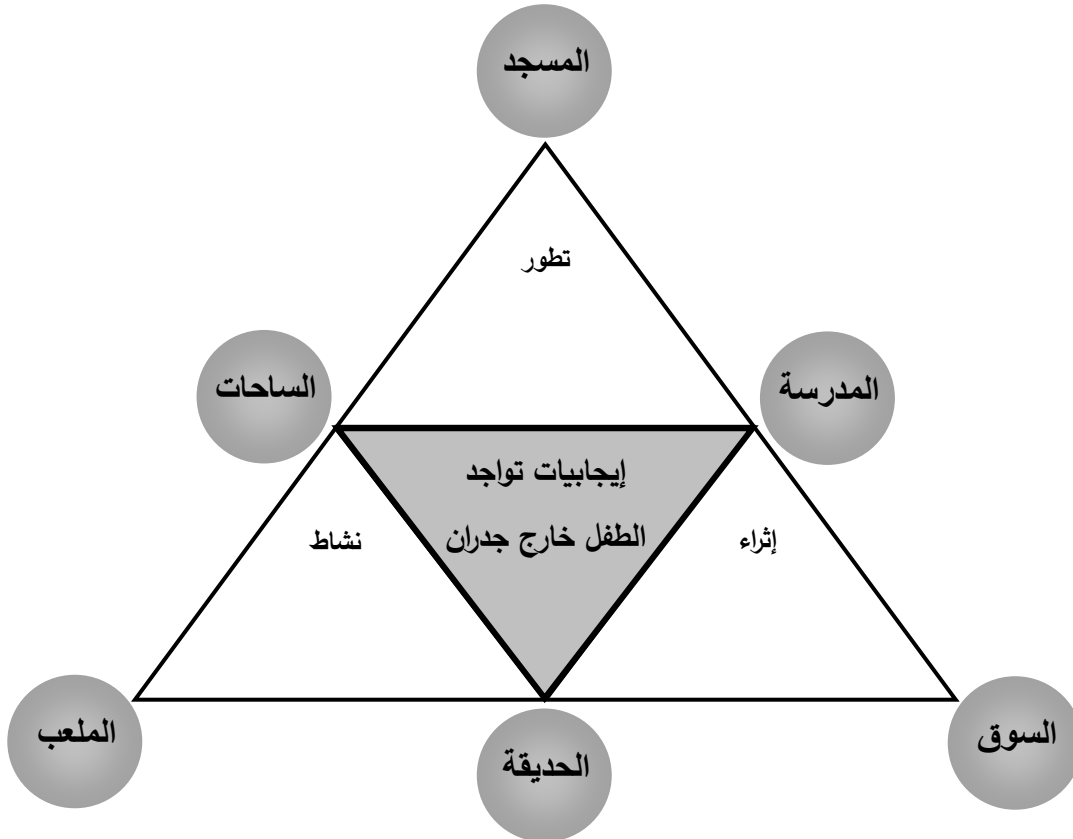 المسجد
تطور
المدرسة
الساحات
إيجابيات تواجد
الطفل خارج جدران
إثراء
نشاط
السوق
الحديقة
الملعب